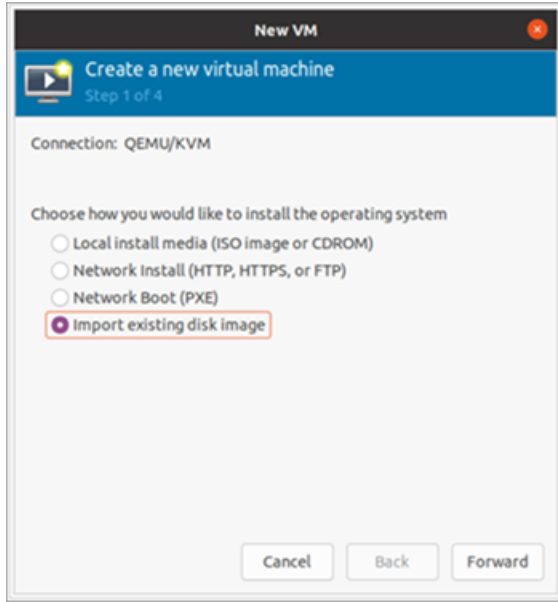 New VM
Create a new virtual machine
Step 1 of 4
Connection: QEMU/KVM
Choose how you would like to install the operating system
Local install media (ISO image or CDROM)
Network Install (HTTP, HTTPS, or FTP)
Network Boot (PXE)
Import existing disk image
Cancel Back Forward